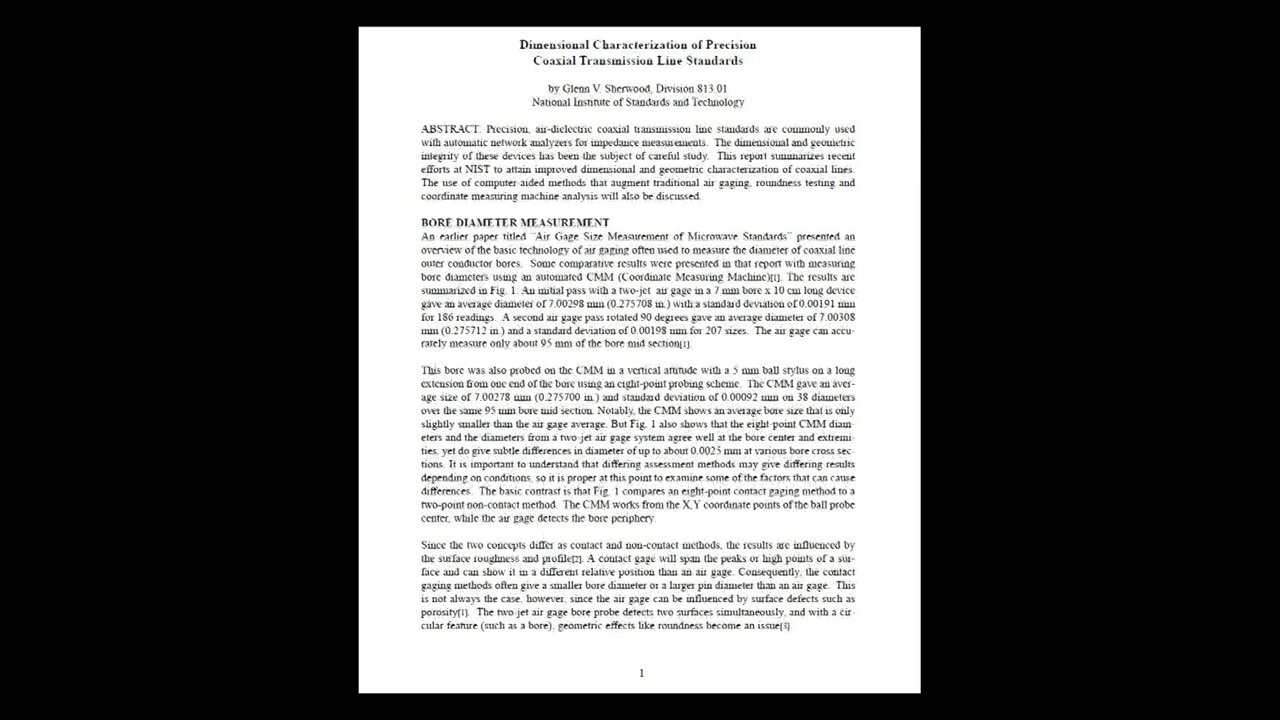 Dimensional Characterization of Precision
Coaxial Transmission Line Standards
by Glenn V. Sherwood, Division 813.01
National Institute of Standards and Technology
ABSTRACT: Precision, air-dielectric coaxial transmission line standards are commonly used
with automatic network analyzers for impedance measurements. The dimensional and geometric
integrity of these devices has been the subject of careful study. This report summarizes recent
efforts at NIST to attain improved dimensional and geometric characterization of coaxial lines.
The use of computer-aided methods that augment traditional air gaging, roundness testing and
coordinate measuring machine analysis will also be discussed.
BORE DIAMETER MEASUREMENT
An earlier paper titled "Air Gage Size Measurement of Microwave Standards" presented an
overview of the basic technology of air gaging often used to measure the diameter of coaxial line
outer conductor bores. Some comparative results were presented in that report with measuring
bore diameters using an automated CMM (Coordinate Measuring Machine)[1]. The results are
summarized in Fig. 1. An initial pass with a two-jet air gage in a 7 mm bore x 10 cm long device
gave an average diameter of 7.00298 mm (0.275708 in.) with a standard deviation of 0.00191 mm
for 186 readings. A second air gage pass rotated 90 degrees gave an average diameter of 7.00308
mm (0.275712 in.) and a standard deviation of 0.00198 mm for 207 sizes. The air gage can accu-
rately measure only about 95 mm of the bore mid section[1].
This bore was also probed on the CMM in a vertical attitude with a 5 mm ball stylus on a long
extension from one end of the bore using an eight-point probing scheme. The CMM gave an aver-
age size of 7.00278 mm (0.275700 in.) and standard deviation of 0.00092 mm on 38 diameters
over the same 95 mm bore mid section. Notably, the CMM shows an average bore size that is only
slightly smaller than the air gage average. But Fig. 1 also shows that the eight-point CMM diam-
eters and the diameters from a two-jet air gage system agree well at the bore center and extremi-
ties, yet do give subtle differences in diameter of up to about 0.0025 mm at various bore cross sec-
tions. It is important to understand that differing assessment methods may give differing results
depending on conditions, so it is proper at this point to examine some of the factors that can cause
differences. The basic contrast is that Fig. 1 compares an eight-point contact gaging method to a
two-point non-contact method. The CMM works from the X,Y coordinate points of the ball probe
center, while the air gage detects the bore periphery.
Since the two concepts differ as contact and non-contact methods, the results are influenced by
the surface roughness and profile[2]. A contact gage will span the peaks or high points of a sur-
face and can show it in a different relative position than an air gage. Consequently, the contact
gaging methods often give a smaller bore diameter or a larger pin diameter than an air gage. This
is not always the case, however, since the air gage can be influenced by surface defects such as
porosity[1]. The two-jet air gage bore probe detects two surfaces simultaneously, and with a cir-
cular feature (such as a bore), geometric effects like roundness become an issue[3].
1